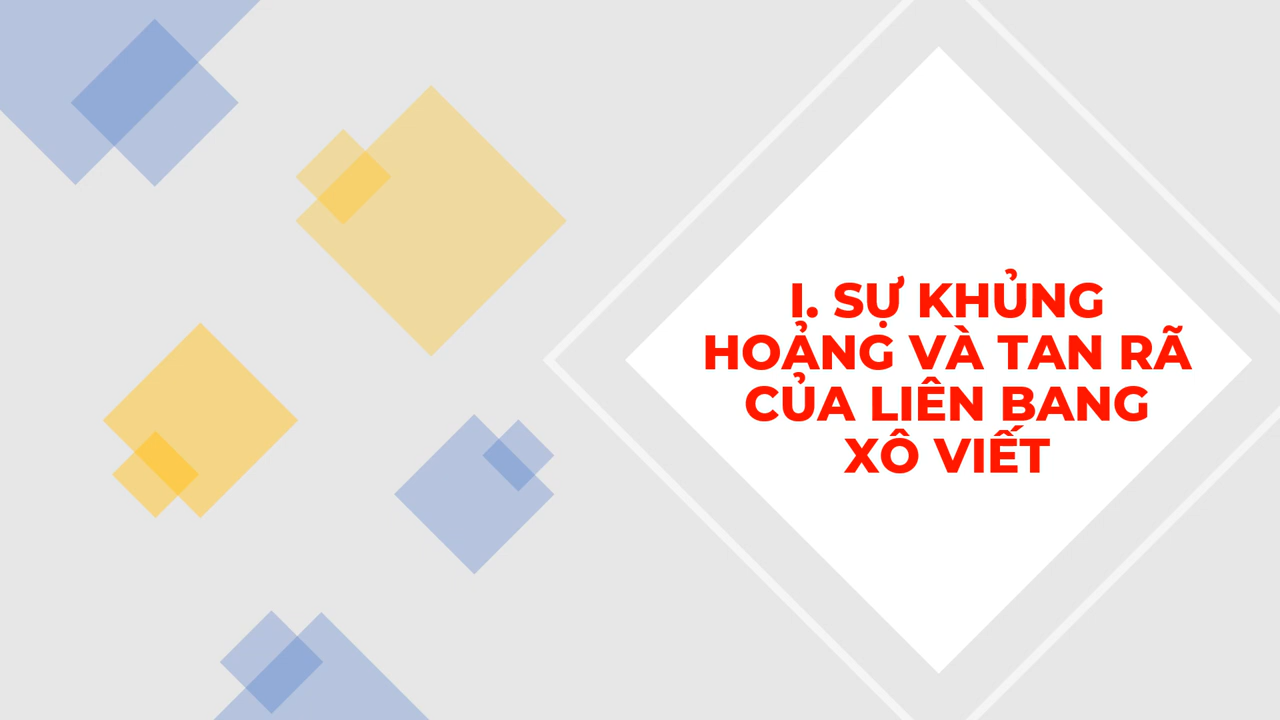 I. SỰ KHỦNG
HOẢNG VÀ TAN RÃ
CỦA LIÊN BANG
XÔ VIẾT